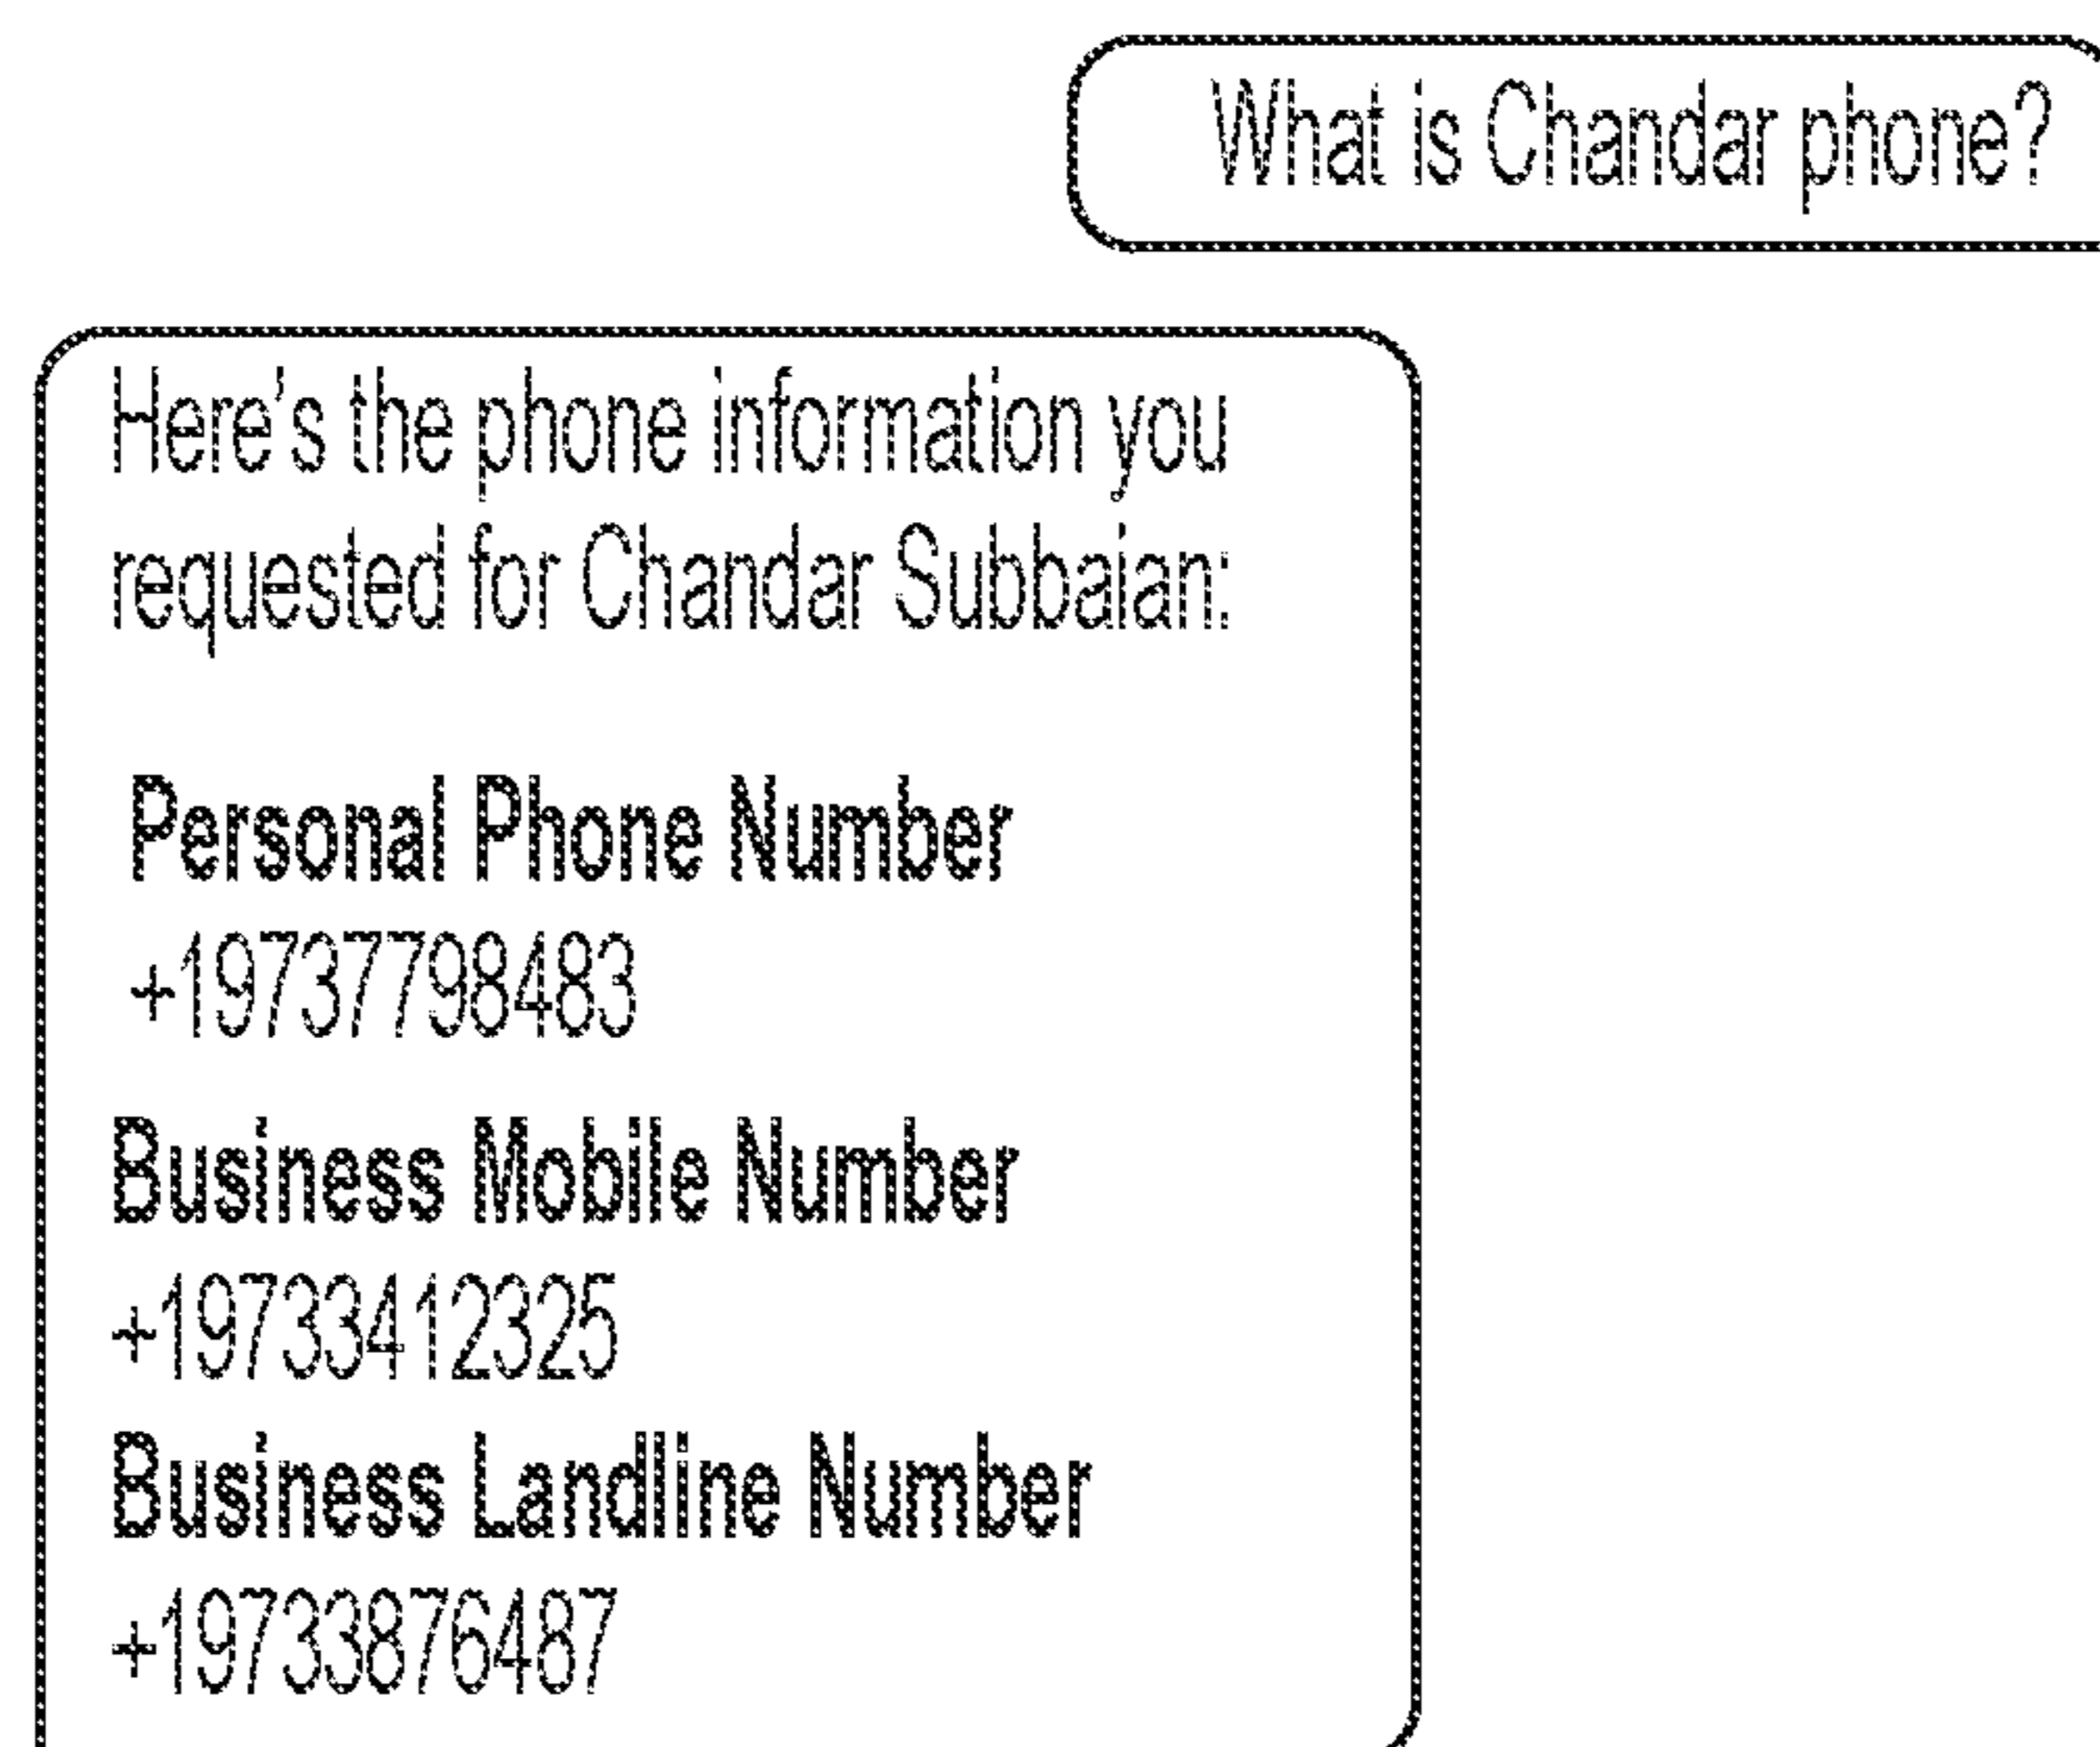 What is Chandar phone?
Here's the phone information you
requested for Chandar Subbaian:
Personal Phone Number
+19737798483
Business Mobile Number
+19733412325
Business Landline Number
+19733876487